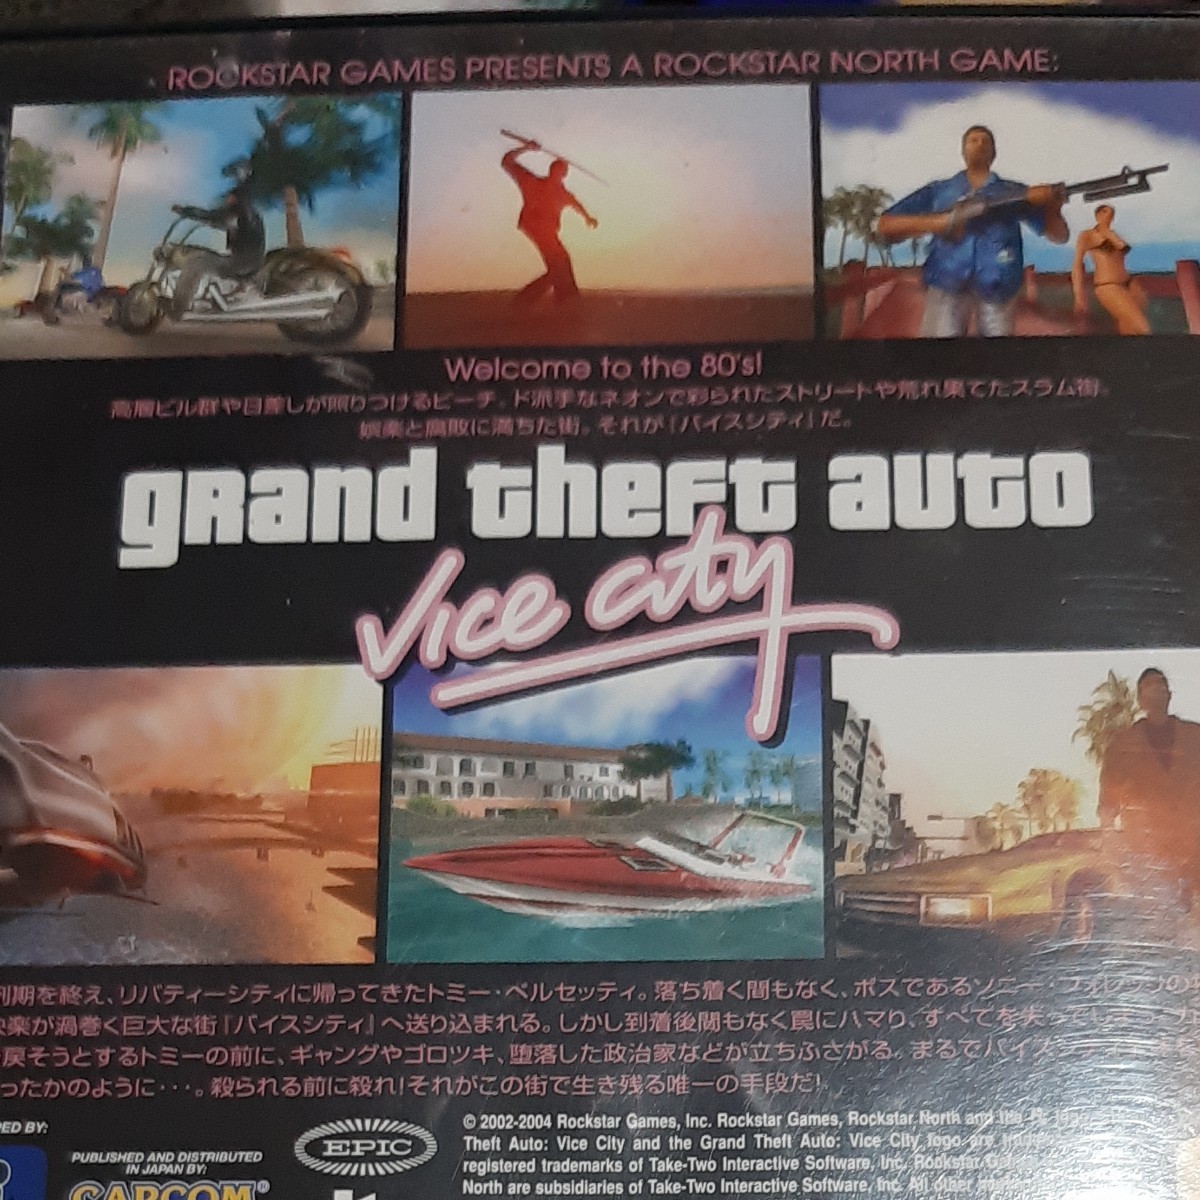 ROCKSTAR GAMES PRESENTS A ROCKSTAR NORTH GAME:
Welcome to the 80's!
高層ビル群や日差しが照りつけるビーチ。ド派手なネオンで彩られたストリートや荒れ果てたスラム街。
娯楽と腐敗に満ちた街。それが『バイスシティ』だ。
grand theft auto
Vice City
刑期を終え、リバティーシティに帰ってきたトミー・ベルセッティ。落ち着く間もなく、ボスであるソニー・フォレリの
楽が渦巻く巨大な街『バイスシティ』へ送り込まれる。しかし到着後間もなく罠にハマり、すべてを失って
戻そうとするトミーの前に、ギャングやゴロツキ、堕落した政治家などが立ちふさがる。まるでバイス
ったかのように・・・。殺られる前に殺れ!それがこの街で生き残る唯一の手段だ!
ED BY:
PUBLISHED AND DISTRIBUTED
IN JAPAN BY:
CAPCOM®
EPIC
© 2002-2004 Rockstar Games, Inc. Rockstar Games, Rockstar North and the
Theft Auto: Vice City and the Grand Theft Auto: Vice City logo are
registered trademarks of Take-Two Interactive Software, Inc. Rockstar
North are subsidiaries of Take-Two Interactive Software, Inc. All other